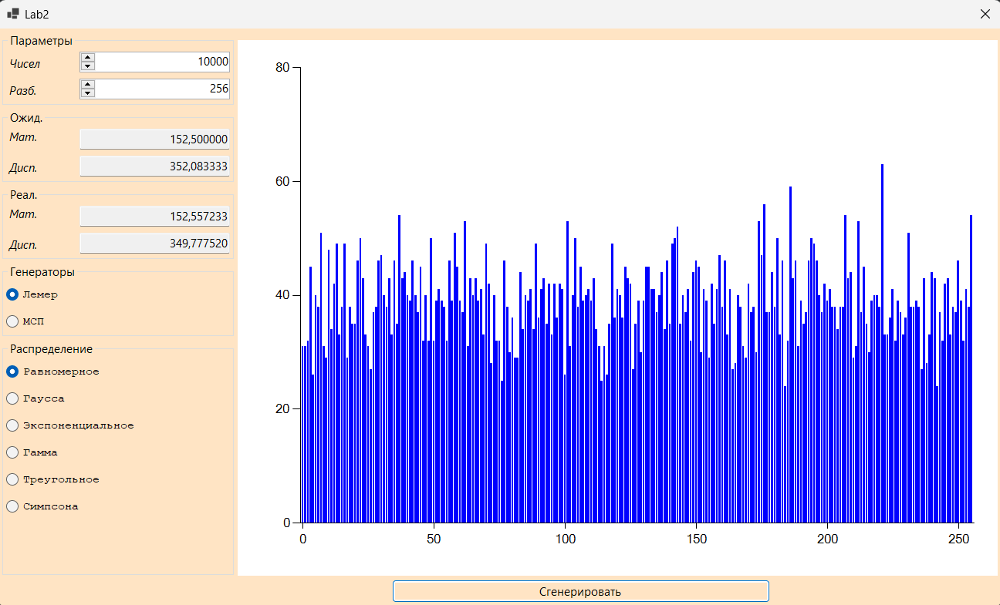 Lab2
Параметры
Чисел 10000
Разб. 256
Ожид.
Мат. 152,500000
Дисп. 352,083333
Реал.
Мат. 152,557233
Дисп. 349,777520
Генераторы
Лемер
МСП
Распределение
Равномерное
Гаусса
Экспоненциальное
Гамма
Треугольное
Симпсона
80
60
40
20
0
0 50 100 150 200 250
Сгенерировать